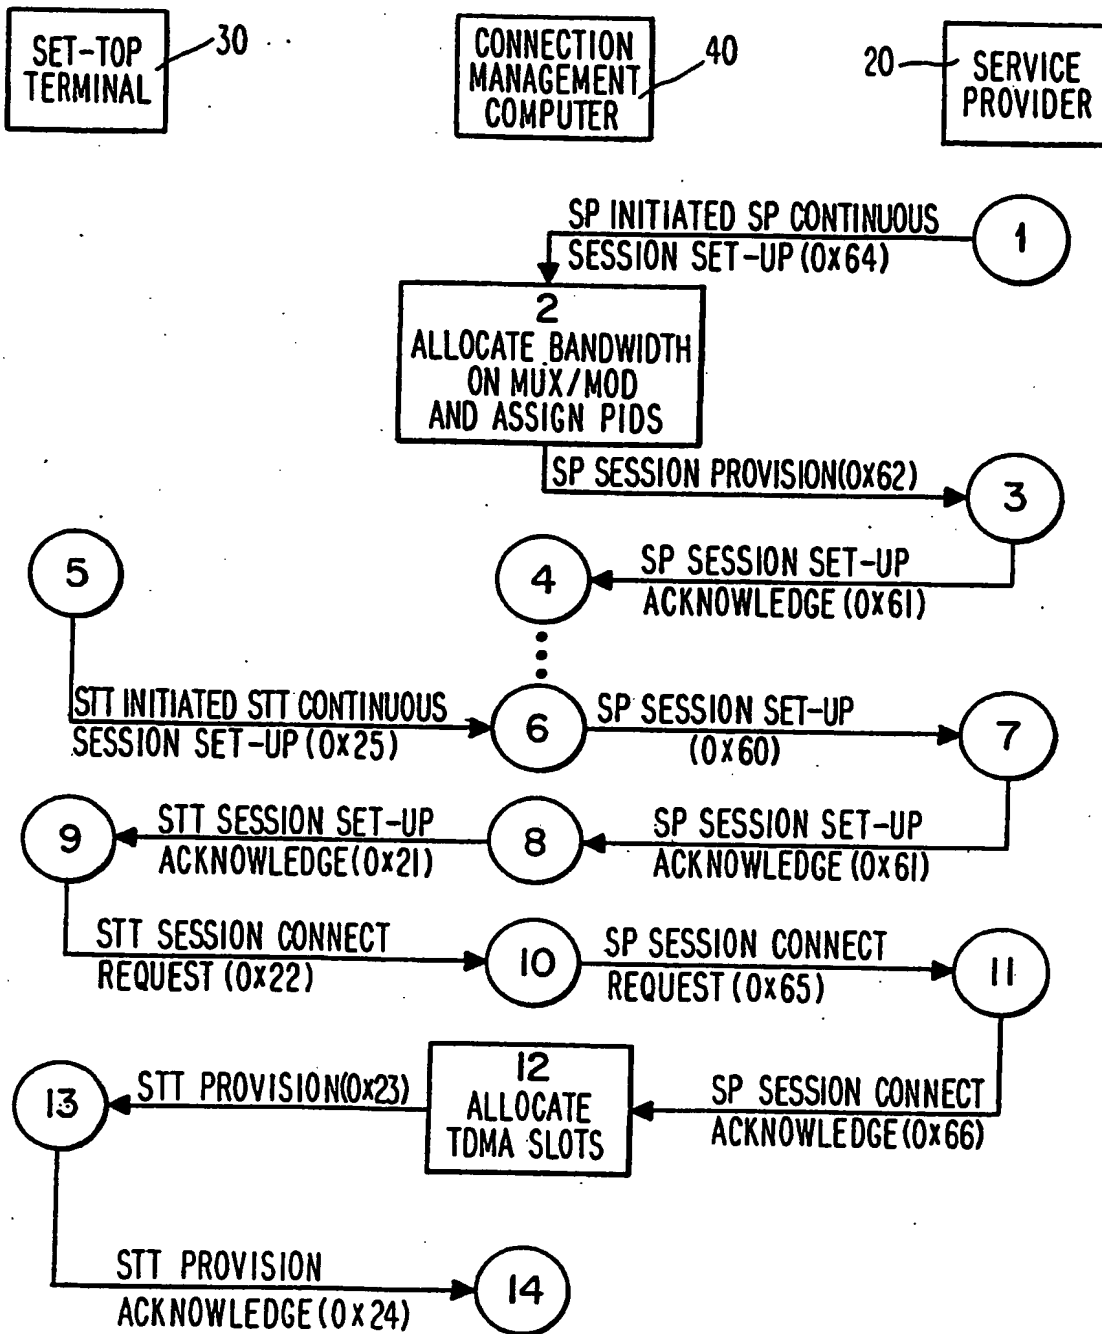 SET-TOP
TERMINAL
30
CONNECTION
MANAGEMENT
COMPUTER
40
20
SERVICE
PROVIDER
SP INITIATED SP CONTINUOUS
SESSION SET-UP (0X64)
1
2
ALLOCATE BANDWIDTH
ON MUX/MOD
AND ASSIGN PIDS
SP SESSION PROVISION(0X62)
3
5
4
SP SESSION SET-UP
ACKNOWLEDGE (0X61)
STT INITIATED STT CONTINUOUS
SESSION SET-UP (0X25)
6
SP SESSION SET-UP
(0X60)
7
9
STT SESSION SET-UP
ACKNOWLEDGE(0X21)
8
SP SESSION SET-UP
ACKNOWLEDGE (0X61)
STT SESSION CONNECT
REQUEST (0X22)
10
SP SESSION CONNECT
REQUEST (0X65)
11
13
STT PROVISION(0X23)
12
ALLOCATE
TDMA SLOTS
SP SESSION CONNECT
ACKNOWLEDGE(0X66)
STT PROVISION
ACKNOWLEDGE(0X24)
14